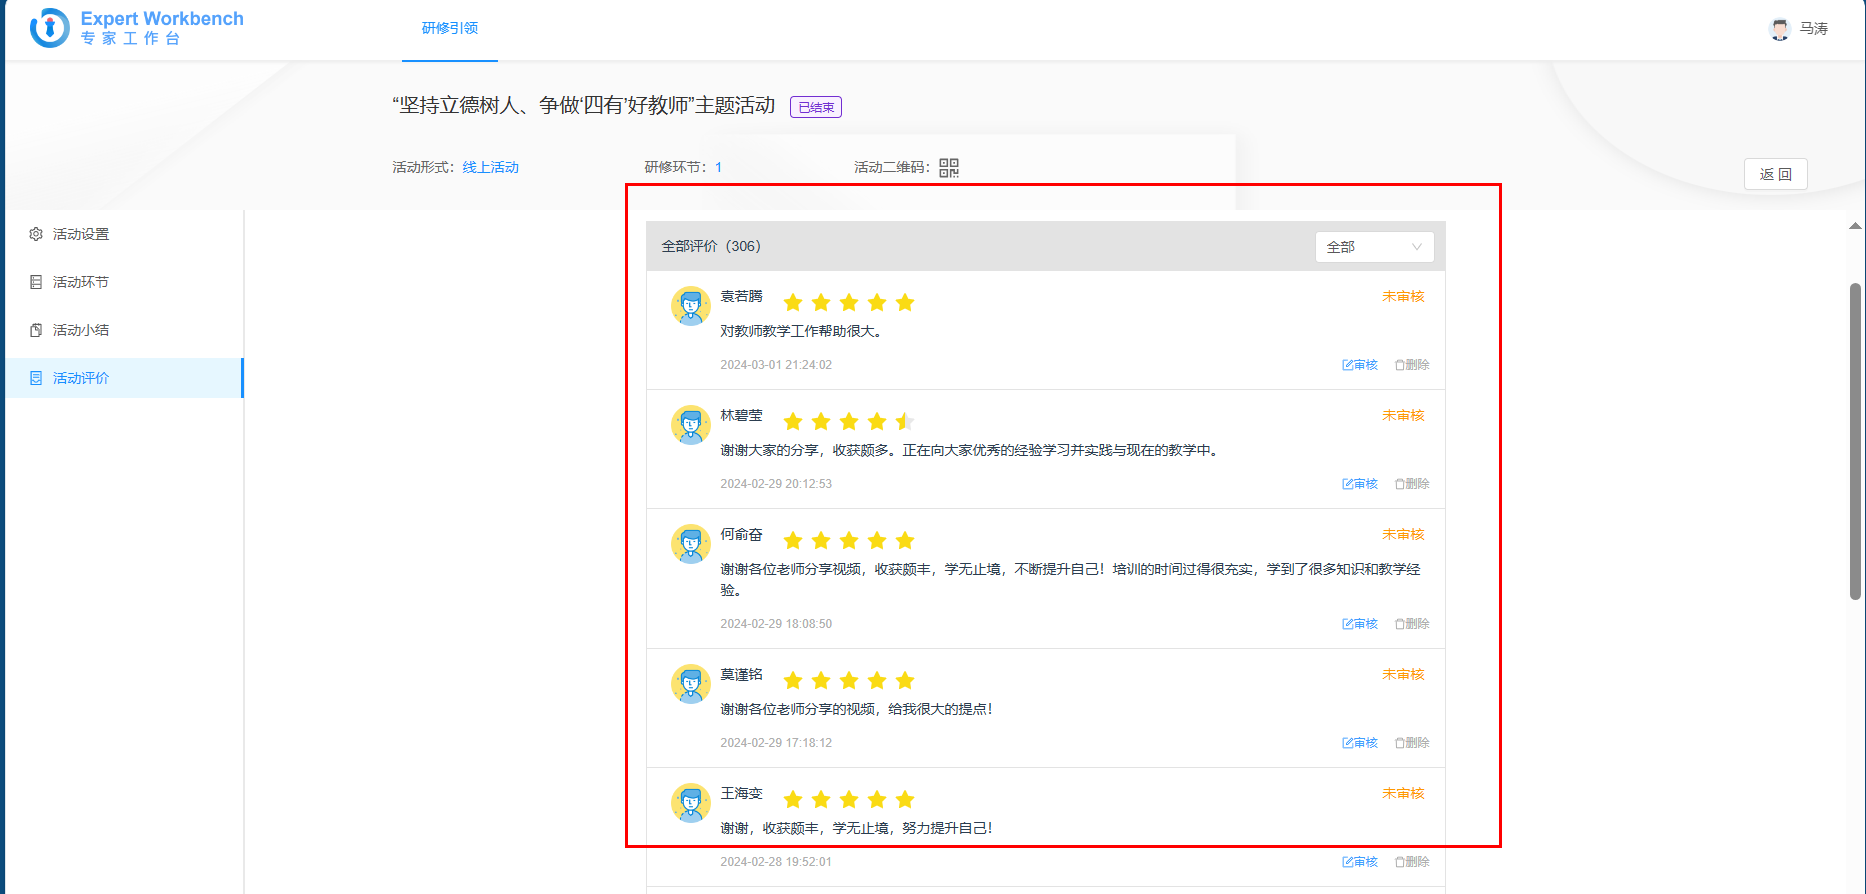 Expert Workbench
专家工作台
研修引领
马涛
“坚持立德树人、争做‘四有’好教师”主题活动
已结束
活动形式：线上活动
研修环节：1
活动二维码：
返 回
活动设置
活动环节
活动小结
活动评价
全部评价（306）
全部
袁若腾
未审核
对教师教学工作帮助很大。
2024-03-01 21:24:02
审核
删除
林碧莹
未审核
谢谢大家的分享，收获颇多。正在向大家优秀的经验学习并实践与现在的教学中。
2024-02-29 20:12:53
审核
删除
何俞奋
未审核
谢谢各位老师分享视频，收获颇丰，学无止境，不断提升自己！培训的时间过得很充实，学到了很多知识和教学经
验。
2024-02-29 18:08:50
审核
删除
莫谨铭
未审核
谢谢各位老师分享的视频，给我很大的提点！
2024-02-29 17:18:12
审核
删除
王海变
未审核
谢谢，收获颇丰，学无止境，努力提升自己！
2024-02-28 19:52:01
审核
删除